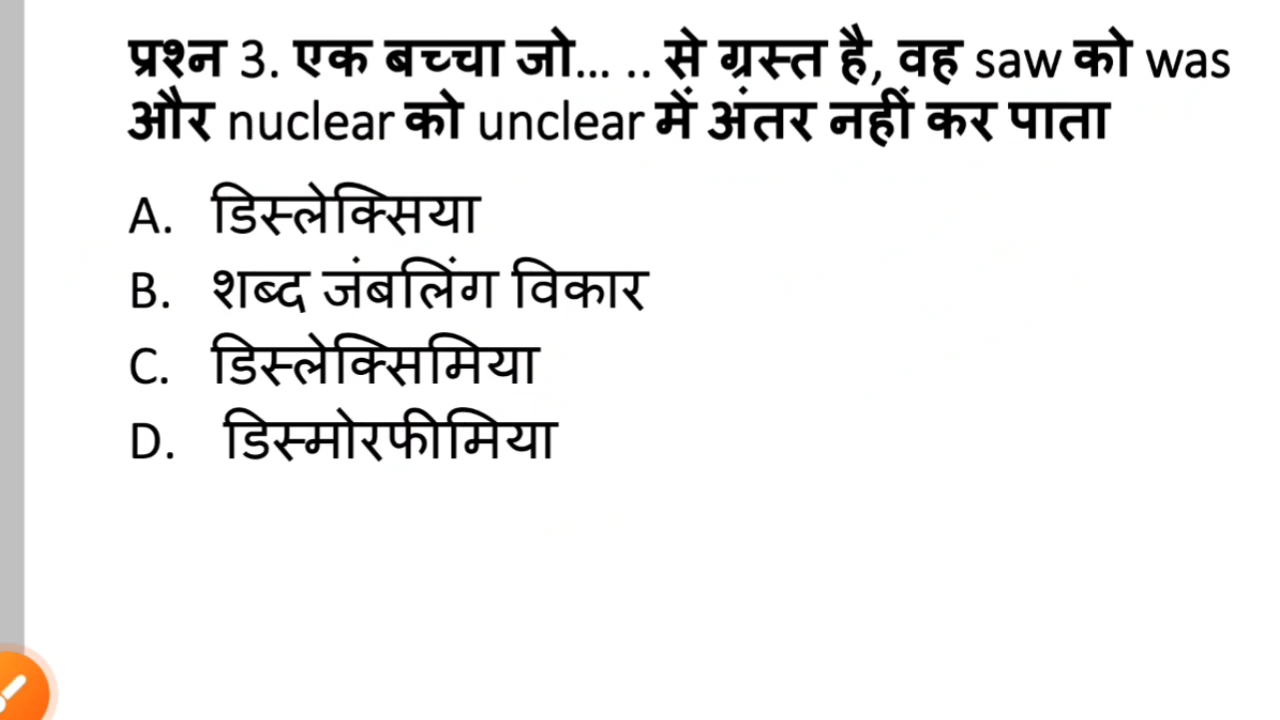 प्रश्न 3. एक बच्चा जो... .. से ग्रस्त है, वह saw को was
और nuclear को unclear में अंतर नहीं कर पाता
A. डिस्लेक्सिया
B. शब्द जंबलिंग विकार
C. डिस्लेक्सिमिया
D. डिस्मोरफीमिया